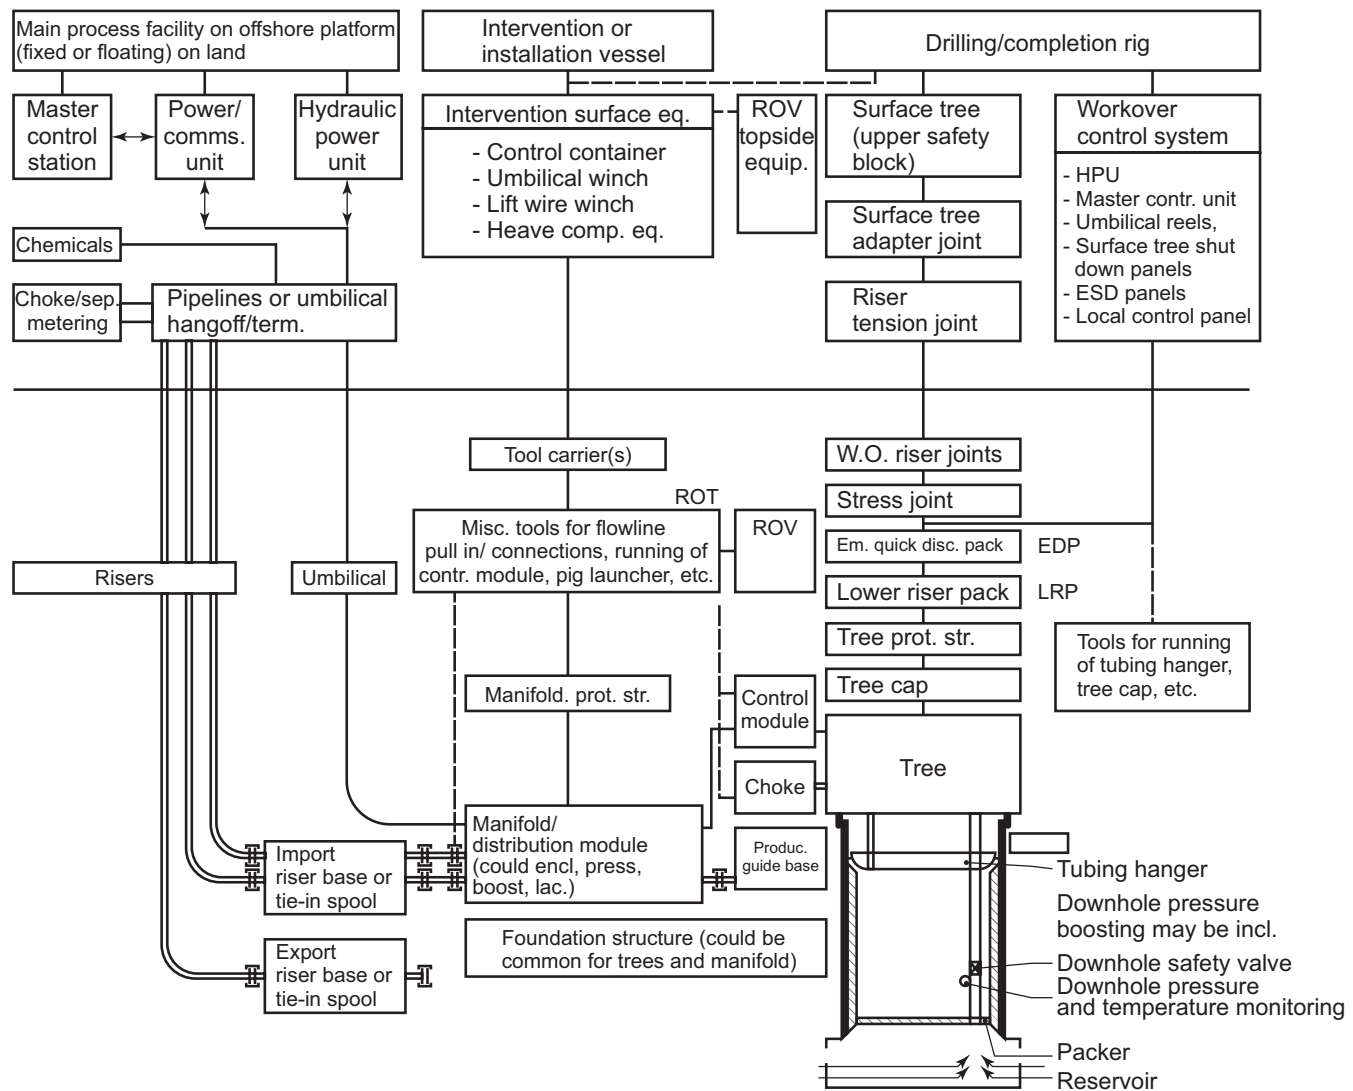 Main process facility on offshore platform
(fixed or floating) on land
Intervention or
installation vessel
Drilling/completion rig
Master
control
station
Power/
comms.
unit
Hydraulic
power
unit
Intervention surface eq.
- Control container
- Umbilical winch
- Lift wire winch
- Heave comp. eq.
ROV
topside
equip.
Surface tree
(upper safety
block)
Workover
control system
- HPU
- Master contr. unit
- Umbilical reels,
- Surface tree shut
down panels
- ESD panels
- Local control panel
Surface tree
adapter joint
Chemicals
Choke/sep.
metering
Pipelines or umbilical
hangoff/term.
Riser
tension joint
Tool carrier(s)
W.O. riser joints
Stress joint
ROT
Misc. tools for flowline
pull in/ connections, running of
contr. module, pig launcher, etc.
ROV
Em. quick disc. pack
EDP
Risers
Umbilical
Lower riser pack
LRP
Tree prot. str.
Tools for running
of tubing hanger,
tree cap, etc.
Manifold. prot. str.
Control
module
Tree cap
Tree
Choke
Manifold/
distribution module
(could encl, press,
boost, lac.)
Produc.
guide base
Import
riser base or
tie-in spool
Tubing hanger
Downhole pressure
boosting may be incl.
Foundation structure (could be
common for trees and manifold)
Export
riser base or
tie-in spool
Downhole safety valve
Downhole pressure
and temperature monitoring
Packer
Reservoir